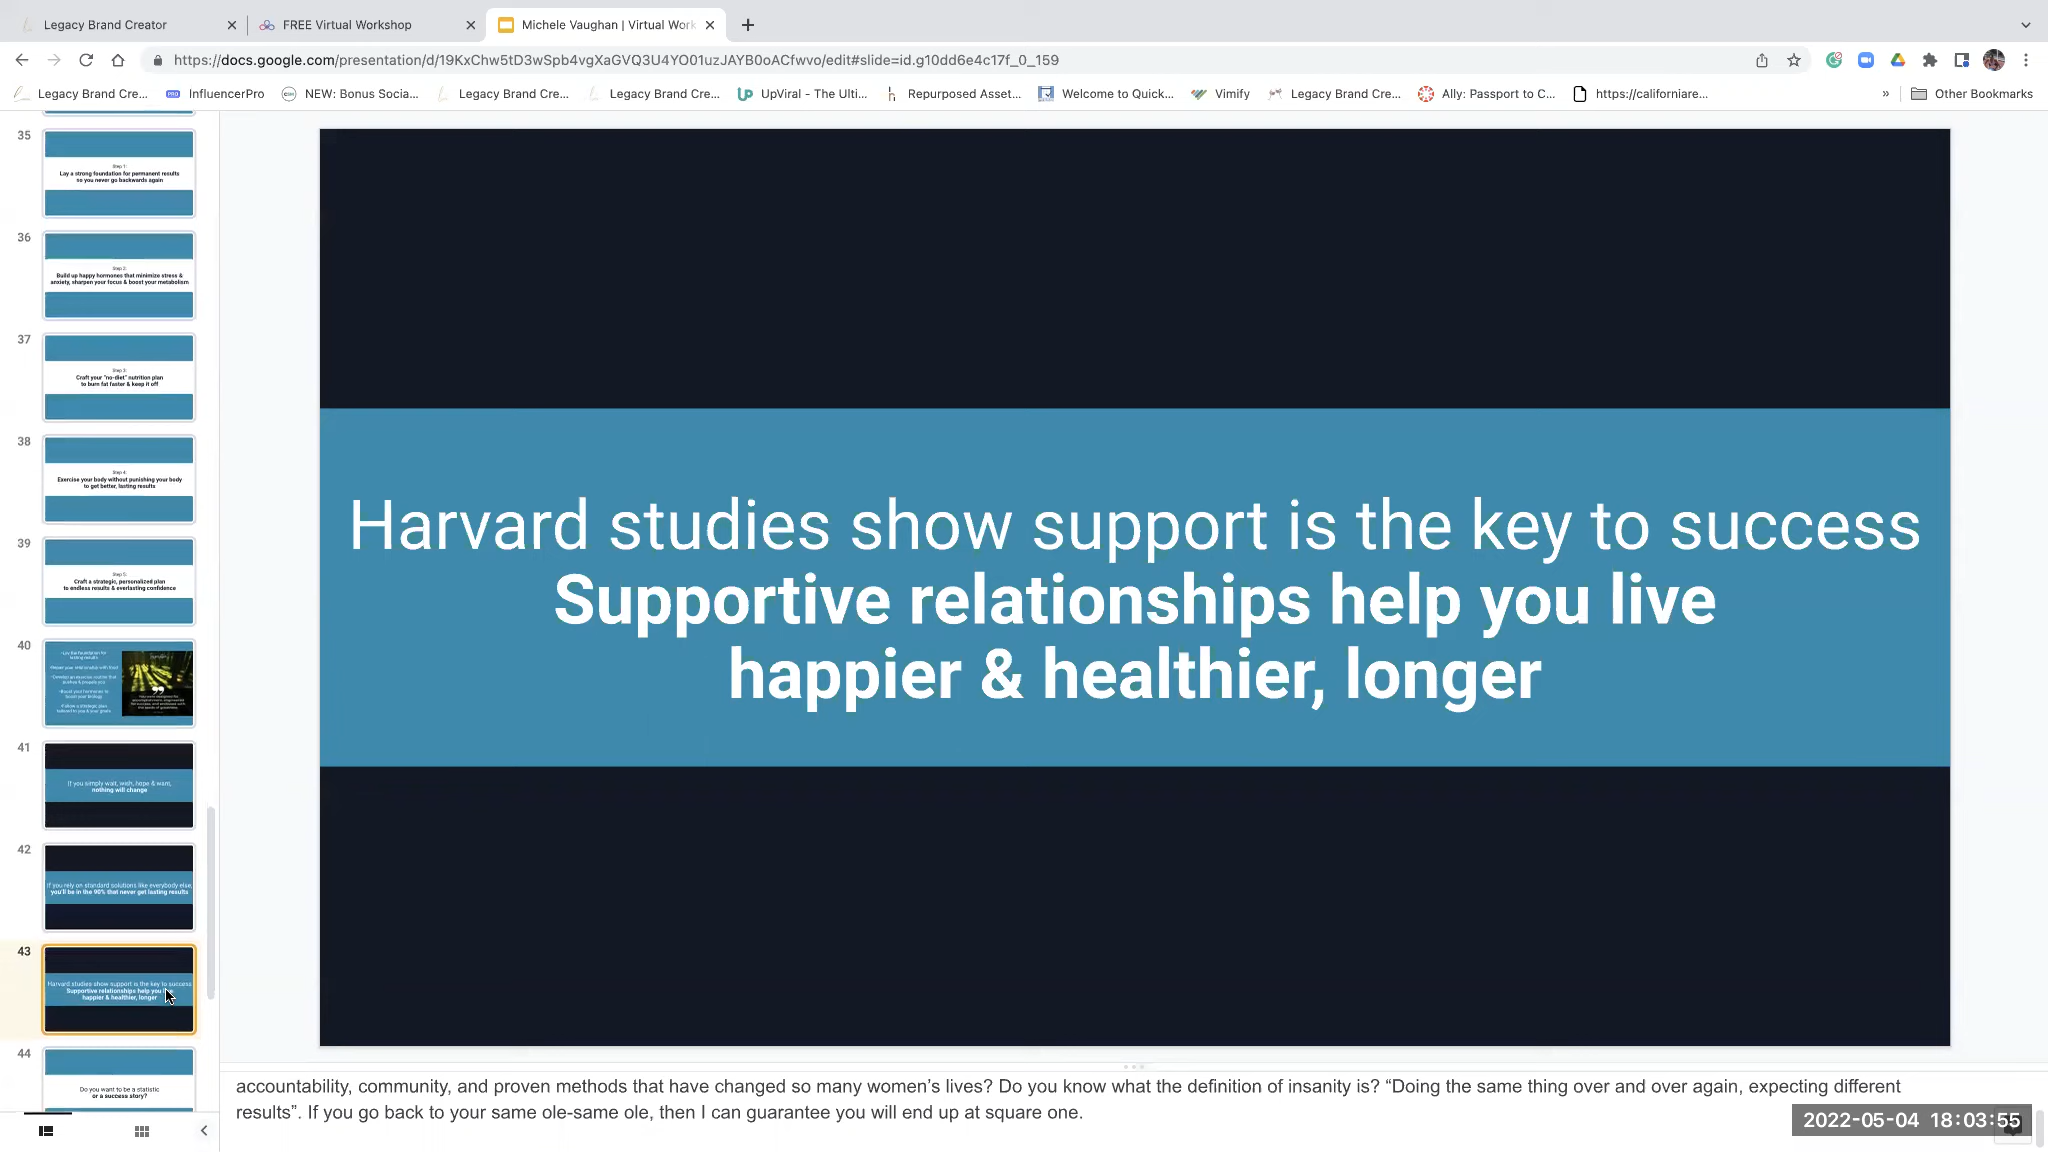 Legacy Brand Creator
FREE Virtual Workshop
Michele Vaughan | Virtual Work
https://docs.google.com/presentation/d/19KxChw5tD3wSpb4vgXaGVQ3U4YO01uzJAYB0oACfwvo/edit#slide=id.g10dd6e4c17f_0_159
Legacy Brand Cre...
InfluencerPro
NEW: Bonus Socia...
Legacy Brand Cre...
Legacy Brand Cre...
UpViral - The Ulti...
Repurposed Asset...
Welcome to Quick...
Vimify
Legacy Brand Cre...
Ally: Passport to C...
https://californiare...
»
Other Bookmarks
35
Step 1:
Lay a strong foundation for permanent results
so you never go backwards again
36
Step 2:
Build up happy hormones that minimize stress &
anxiety, sharpen your focus & boost your metabolism
37
Step 3:
Craft your "no-diet" nutrition plan
to burn fat faster & keep it off
38
Step 4:
Exercise your body without punishing your body
to get better, lasting results
39
Step 5:
Craft a strategic, personalized plan
to endless results & everlasting confidence
40
41
If you simply wait, wish, hope & want,
nothing will change
42
If you rely on standard solutions like everybody else,
you'll be in the 90% that never get lasting results
43
Harvard studies show support is the key to success
Supportive relationships help you
happier & healthier, longer
44
Do you want to be a statistic
or a success story?
Harvard studies show support is the key to success
Supportive relationships help you live
happier & healthier, longer
accountability, community, and proven methods that have changed so many women's lives? Do you know what the definition of insanity is? “Doing the same thing over and over again, expecting different
results”. If you go back to your same ole-same ole, then I can guarantee you will end up at square one.
2022-05-04 18:03:55